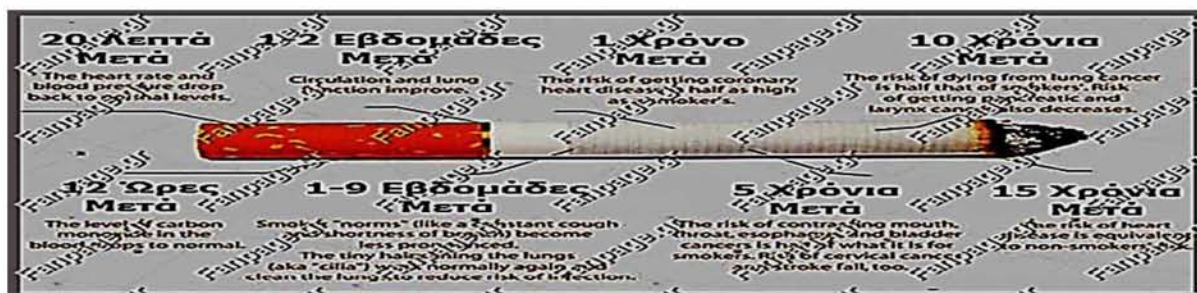 20 Λεπτά
Μετά
The heart rate and
blood pressure drop
back to normal levels.
1-2 Εβδομάδες
Μετά
Circulation and lung
function improve.
1 Χρόνο
Μετά
The risk of getting coronary
heart disease is half as high
as a smoker's.
10 Χρόνια
Μετά
The risk of dying from lung cancer
is half that of smokers'. Risk
of getting pancreatic and
larynx cancer also decreases.
12 Ώρες
Μετά
The level of carbon
monoxide in the
blood drops to normal.
1-9 Εβδομάδες
Μετά
Smoker "norms" (like a constant cough
and shortness of breath) become
less pronounced.
The tiny hairs lining the lungs
(aka "cilia") work normally again and
clean the lungs to reduce risk of infection.
5 Χρόνια
Μετά
The risk of contracting mouth,
throat, esophagus, and bladder
cancers is half of what it is for
smokers. Risk of cervical cancer
and stroke fall, too.
15 Χρόνια
Μετά
The risk of heart
disease is equivalent
to non-smokers'
Fanpage.gr